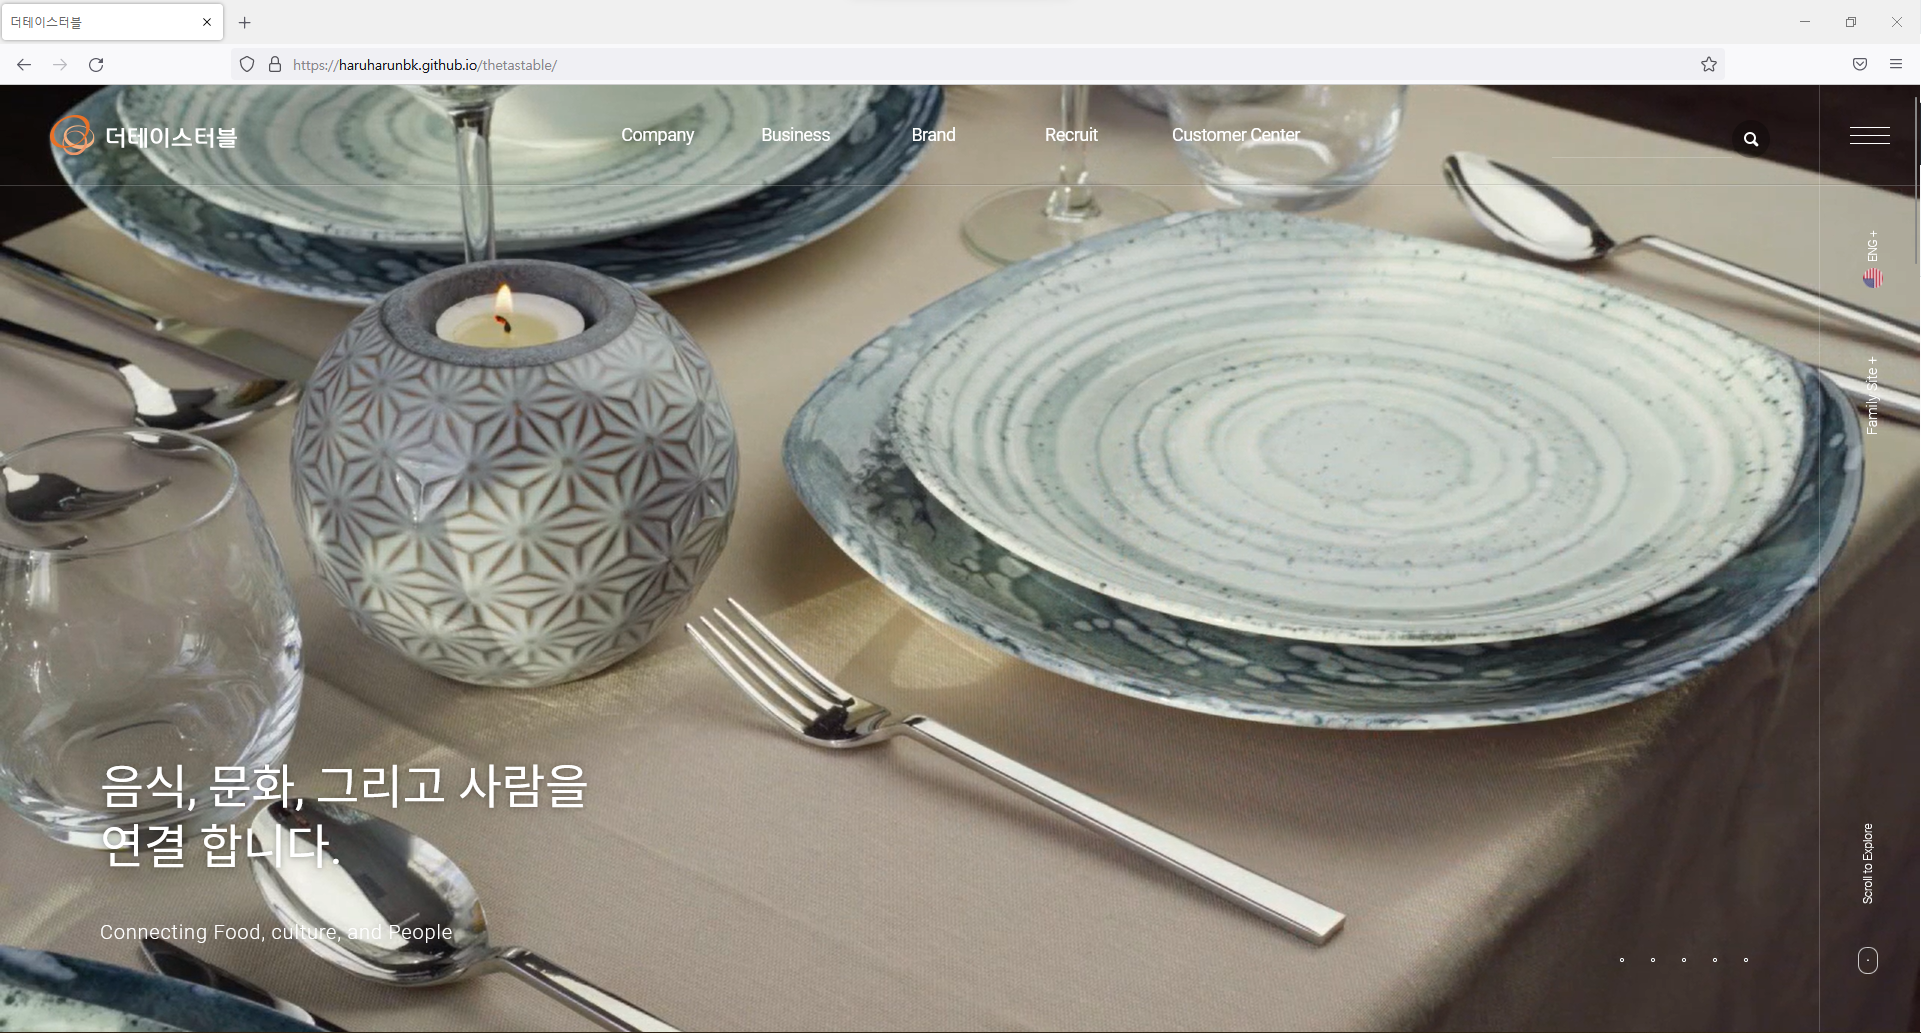 더테이스터블
https://haruharunbk.github.io/thetastable/
더테이스터블
Company Business Brand Recruit Customer Center
ENG +
Family Site +
음식, 문화, 그리고 사람을
연결 합니다.
Connecting Food, culture, and People
Scroll to Explore